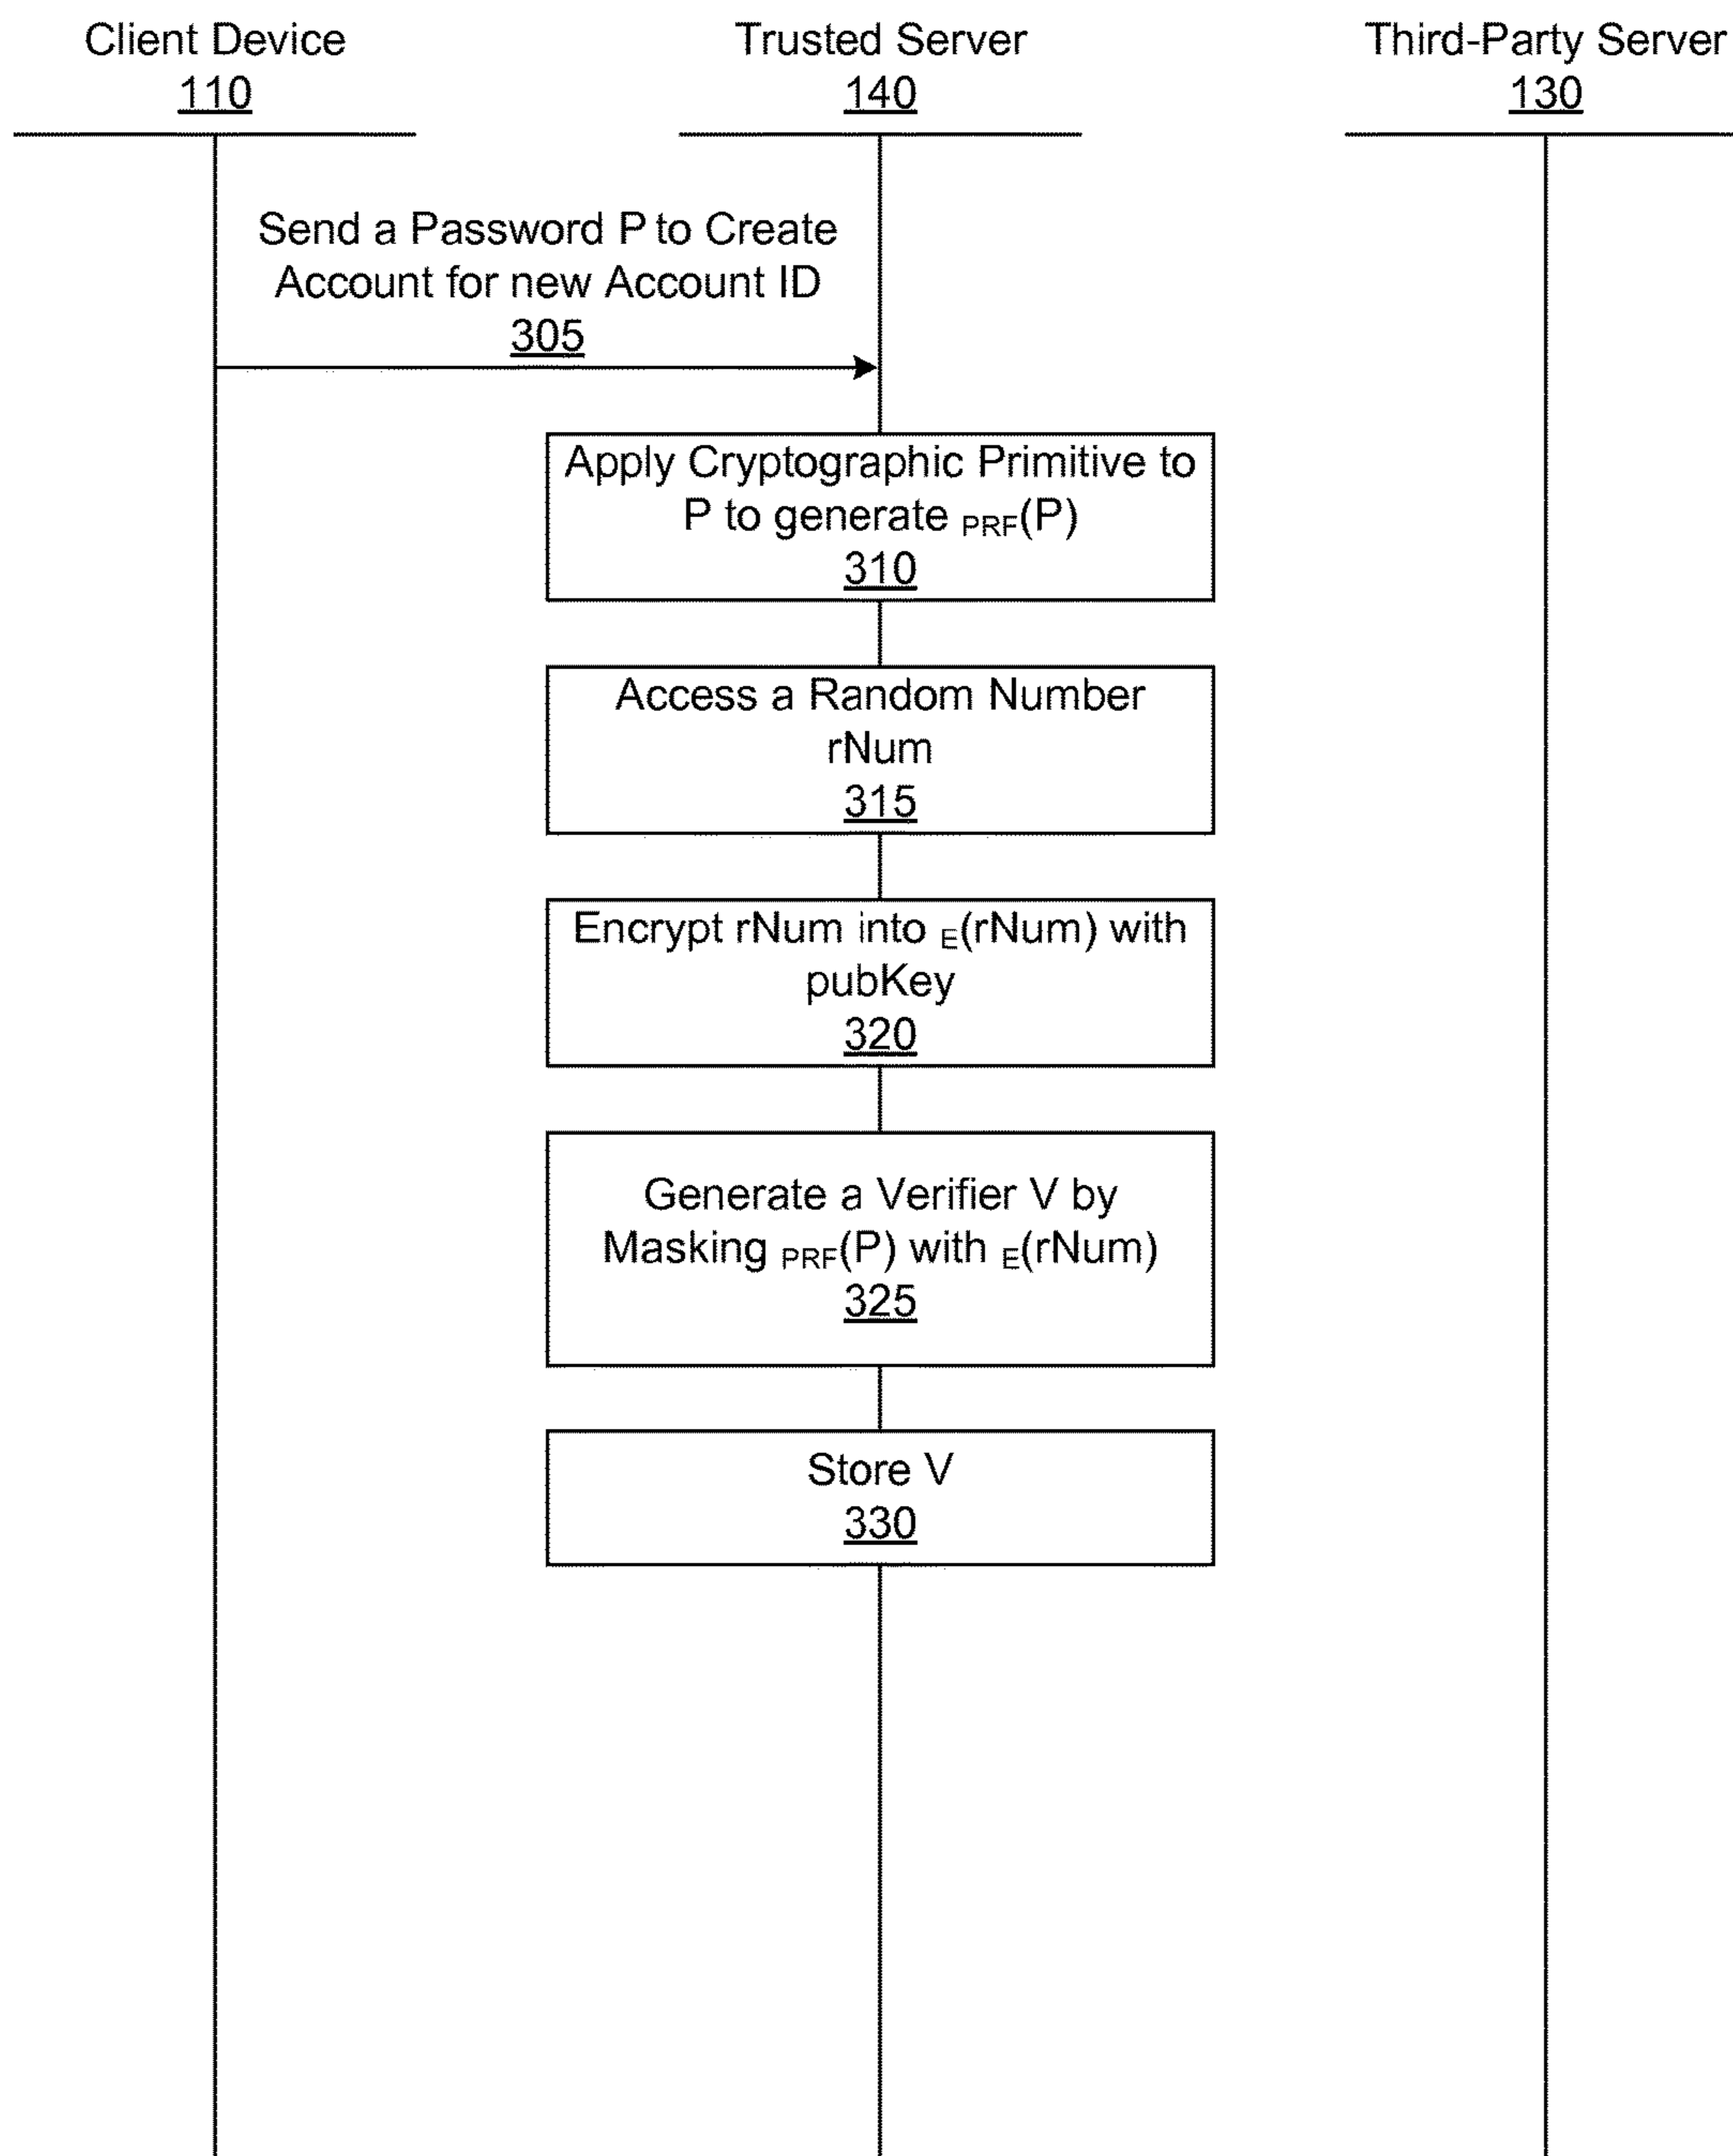 Client Device
110
Trusted Server
140
Third-Party Server
130
Send a Password P to Create
Account for new Account ID
305
Apply Cryptographic Primitive to
P to generate PRF(P)
310
Access a Random Number
rNum
315
Encrypt rNum into E(rNum) with
pubKey
320
Generate a Verifier V by
Masking PRF(P) with E(rNum)
325
Store V
330